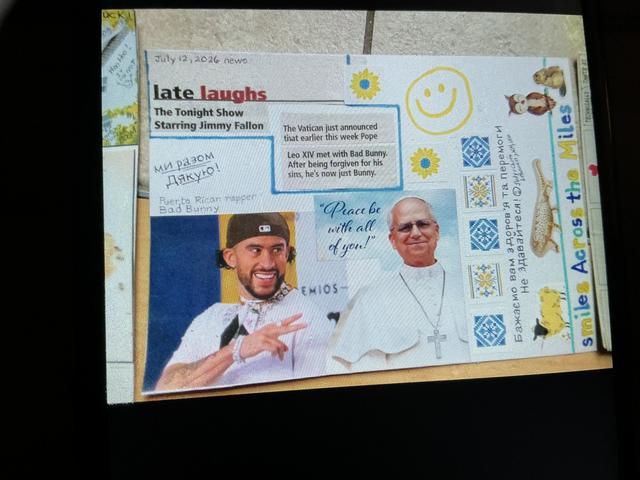 July 12, 2026 news
late laughs
The Tonight Show
Starring Jimmy Fallon
The Vatican just announced
that earlier this week Pope
Leo XIV met with Bad Bunny.
After being forgiven for his
sins, he's now just Bunny.
ми разом
Дякую!
Puerto Rican rapper
Bad Bunny
"Peace be
with all
of you!"
EMIOS
Бажаємо вам здоров'я та перемоги
Не здавайтеся!
smiles Across the Miles